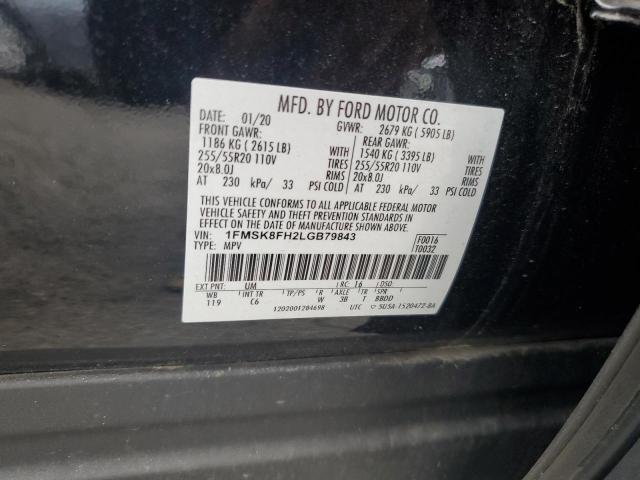 MFD. BY FORD MOTOR CO.
DATE: 01/20 GVWR: 2679 KG ( 5905 LB)
FRONT GAWR: REAR GAWR:
1186 KG ( 2615 LB) WITH 1540 KG ( 3395 LB) WITH
255/55R20 110V TIRES 255/55R20 110V TIRES
20x8.0J RIMS 20x8.0J RIMS
AT 230 kPa/ 33 PSI COLD AT 230 kPa/ 33 PSI COLD
THIS VEHICLE CONFORMS TO ALL APPLICABLE FEDERAL MOTOR
VEHICLE SAFETY AND THEFT PREVENTION STANDARDS IN
EFFECT ON THE DATE OF MANUFACTURE SHOWN ABOVE.
VIN: 1FMSK8FH2LGB79843 F0016
TYPE: MPV T0032
EXT PNT: UM RC: 16 DSO:
WB INT TR TP/PS R AXLE TR SPR
119 C6 W 3B T BBDD
1202001204698 UTC 5U5A-1520472-BA